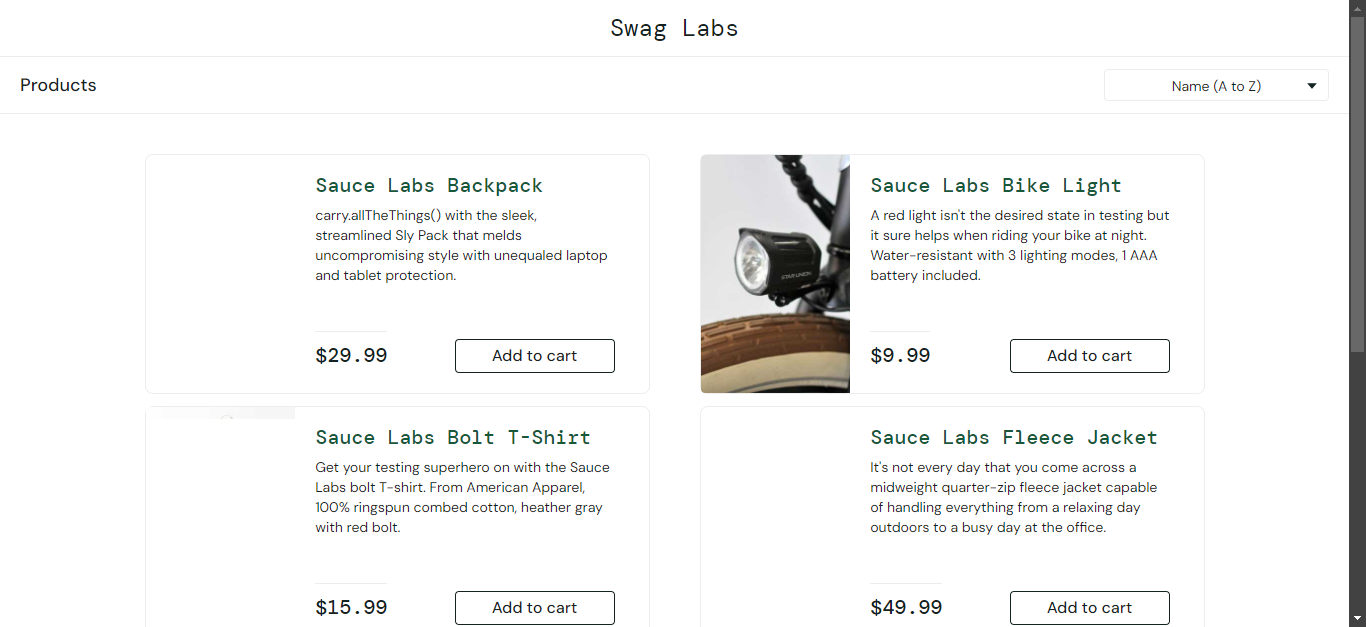 Swag Labs
Products
Name (A to Z)
Sauce Labs Backpack
carry.allTheThings() with the sleek,
streamlined Sly Pack that melds
uncompromising style with unequaled laptop
and tablet protection.
$29.99
Add to cart
Sauce Labs Bike Light
A red light isn't the desired state in testing but
it sure helps when riding your bike at night.
Water-resistant with 3 lighting modes, 1 AAA
battery included.
$9.99
Add to cart
STAR UNION
Sauce Labs Bolt T-Shirt
Get your testing superhero on with the Sauce
Labs bolt T-shirt. From American Apparel,
100% ringspun combed cotton, heather gray
with red bolt.
$15.99
Add to cart
Sauce Labs Fleece Jacket
It's not every day that you come across a
midweight quarter-zip fleece jacket capable
of handling everything from a relaxing day
outdoors to a busy day at the office.
$49.99
Add to cart